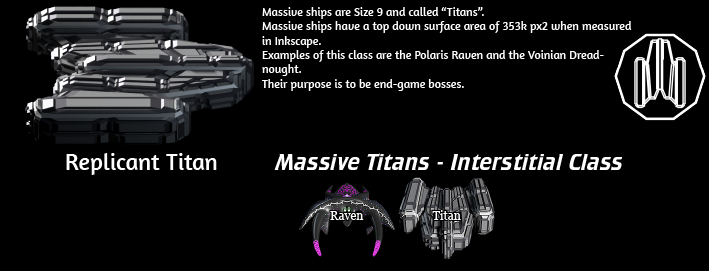 Massive ships are Size 9 and called “Titans”.
Massive ships have a top down surface area of 353k px2 when measured
in Inkscape.
Examples of this class are the Polaris Raven and the Voinian Dread-
nought.
Their purpose is to be end-game bosses.
Replicant Titan
Massive Titans - Interstitial Class
Raven
Titan